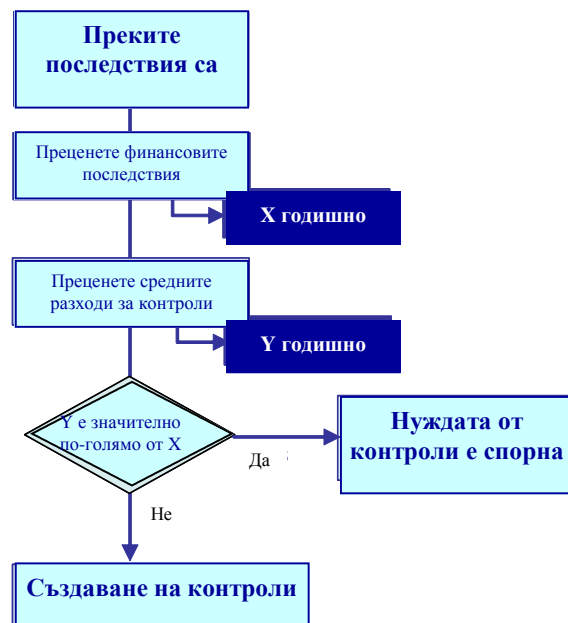 Преките
последствия са
Преценете финансовите
последствия
X годишно
Преценете средните
разходи за контроли
Y годишно
Y е значително
по-голямо от X
Да
Нуждата от
контроли е спорна
Не
Създаване на контроли